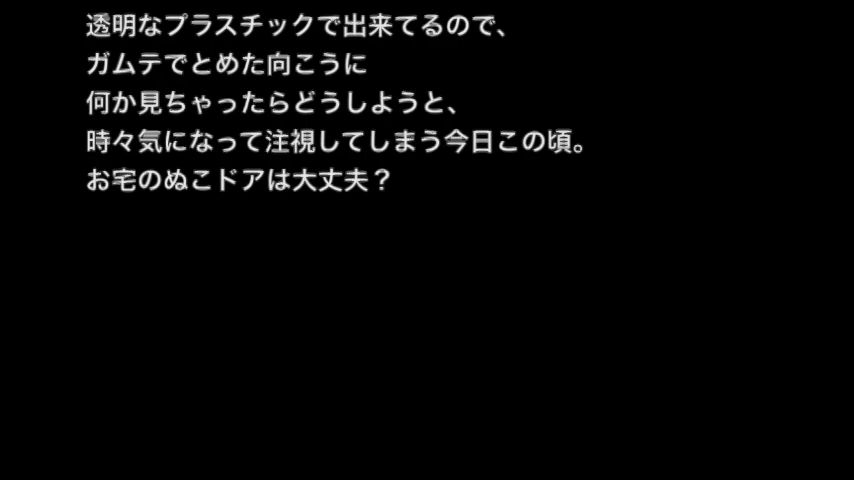 透明なプラスチックで出来てるので、
ガムテでとめた向こうに
何か見ちゃったらどうしようと、
時々気になって注視してしまう今日この頃。
お宅のぬこドアは大丈夫？